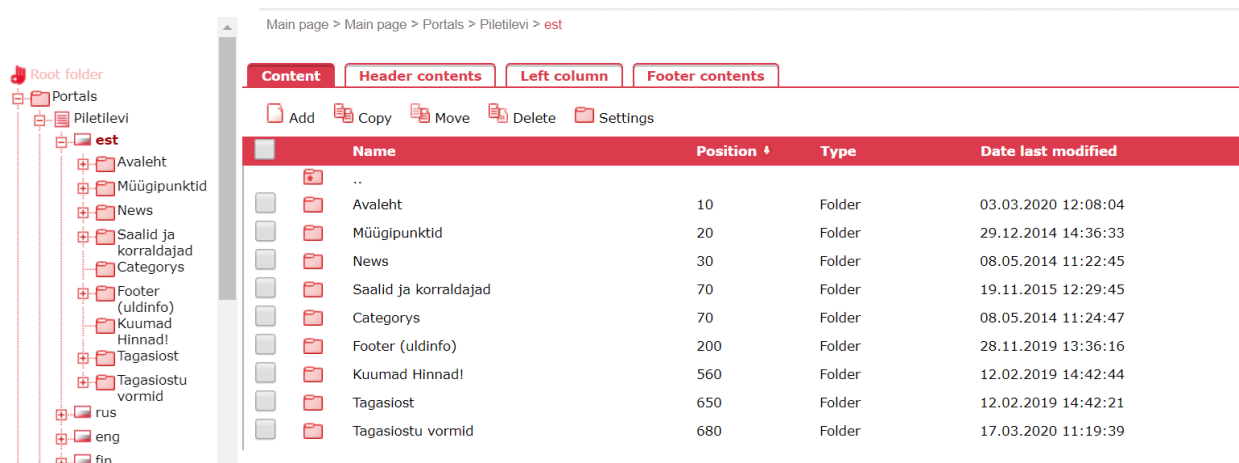 Main page > Main page > Portals > Piletilevi > est
Root folder
Portals
Piletilevi
est
Avaleht
Müügipunktid
News
Saalid ja
korraldajad
Categorys
Footer
(uldinfo)
Kuumad
Hinnad!
Tagasiost
Tagasiostu
vormid
rus
eng
fin
Content Header contents Left column Footer contents
Add Copy Move Delete Settings
Name Position Type Date last modified
..
Avaleht 10 Folder 03.03.2020 12:08:04
Müügipunktid 20 Folder 29.12.2014 14:36:33
News 30 Folder 08.05.2014 11:22:45
Saalid ja korraldajad 70 Folder 19.11.2015 12:29:45
Categorys 70 Folder 08.05.2014 11:24:47
Footer (uldinfo) 200 Folder 28.11.2019 13:36:16
Kuumad Hinnad! 560 Folder 12.02.2019 14:42:44
Tagasiost 650 Folder 12.02.2019 14:42:21
Tagasiostu vormid 680 Folder 17.03.2020 11:19:39